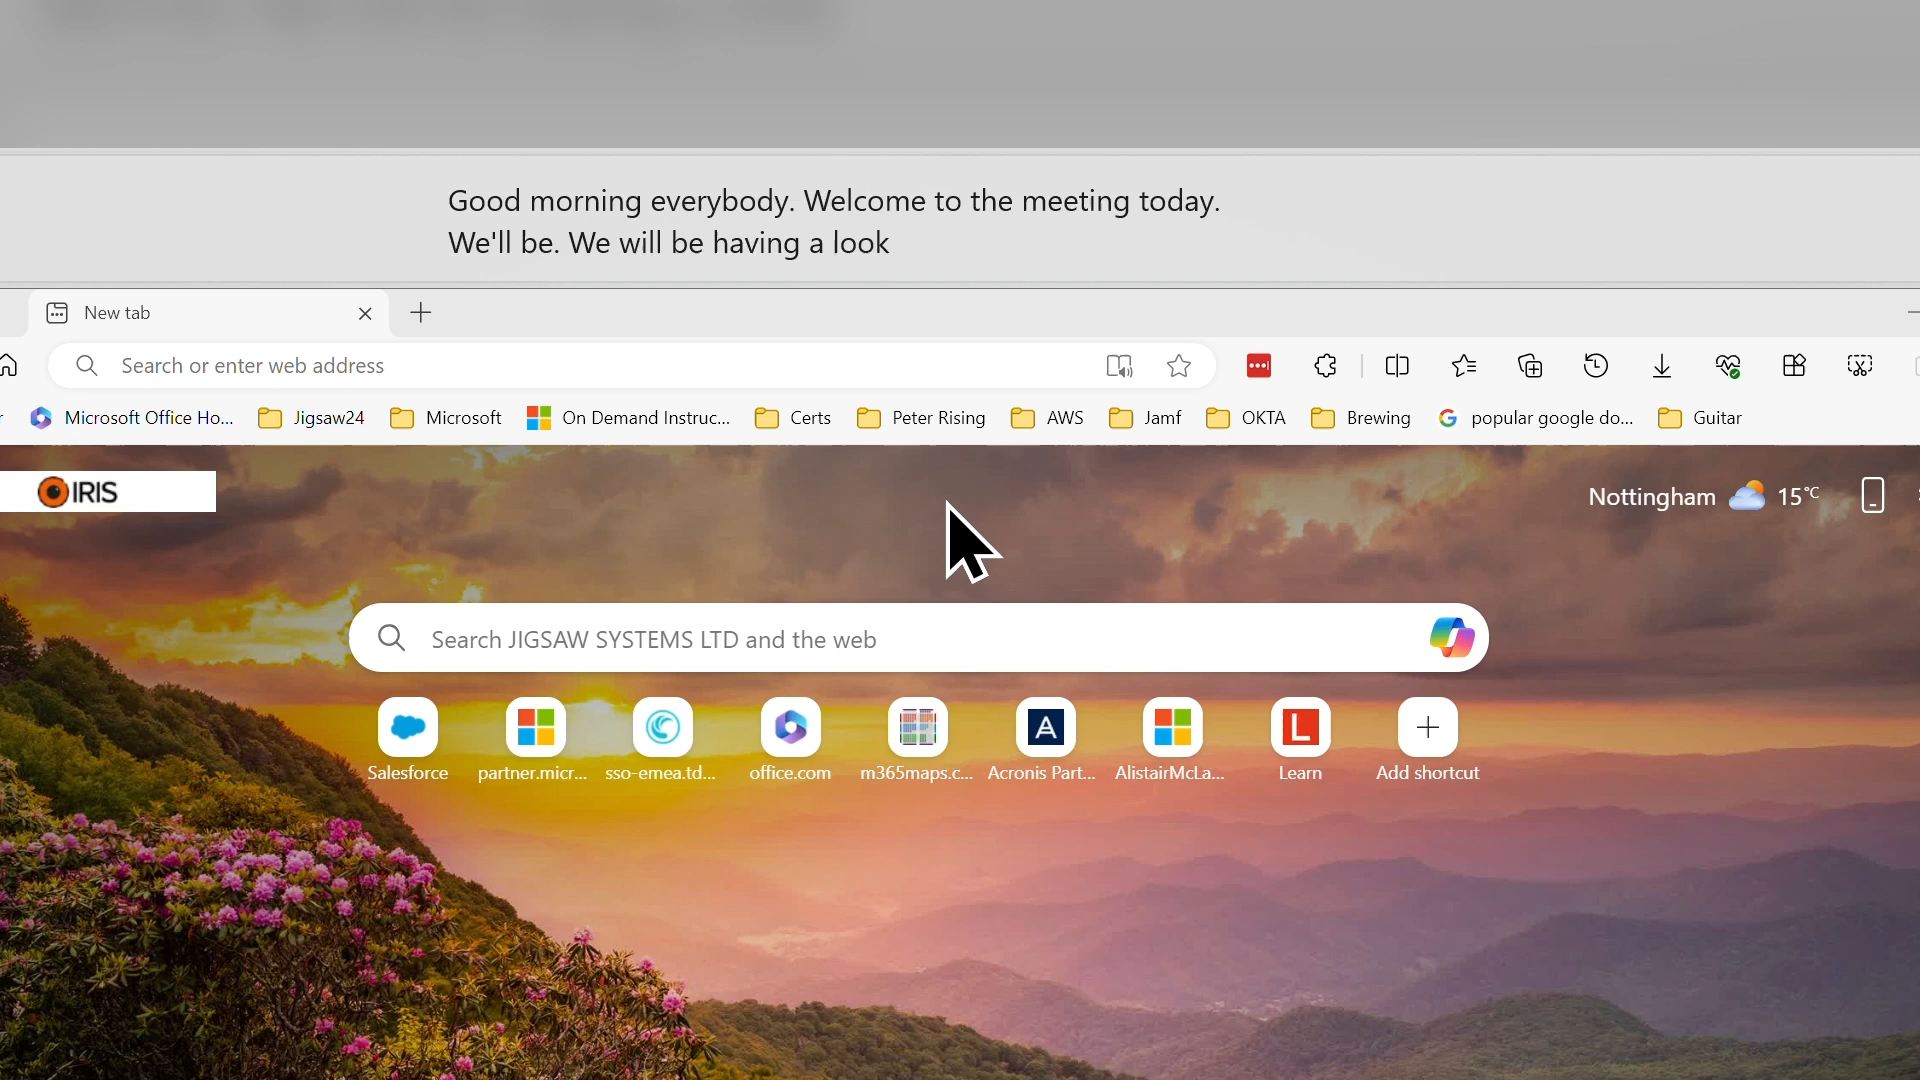 Good morning everybody. Welcome to the meeting today.
We'll be. We will be having a look
New tab
Search or enter web address
Microsoft Office Ho... Jigsaw24 Microsoft On Demand Instruc... Certs Peter Rising AWS Jamf OKTA Brewing popular google do... Guitar
IRIS
Nottingham 15°C
Search JIGSAW SYSTEMS LTD and the web
Salesforce partner.micr... sso-emea.td... office.com m365maps.c... Acronis Part... AlistairMcLa... Learn Add shortcut